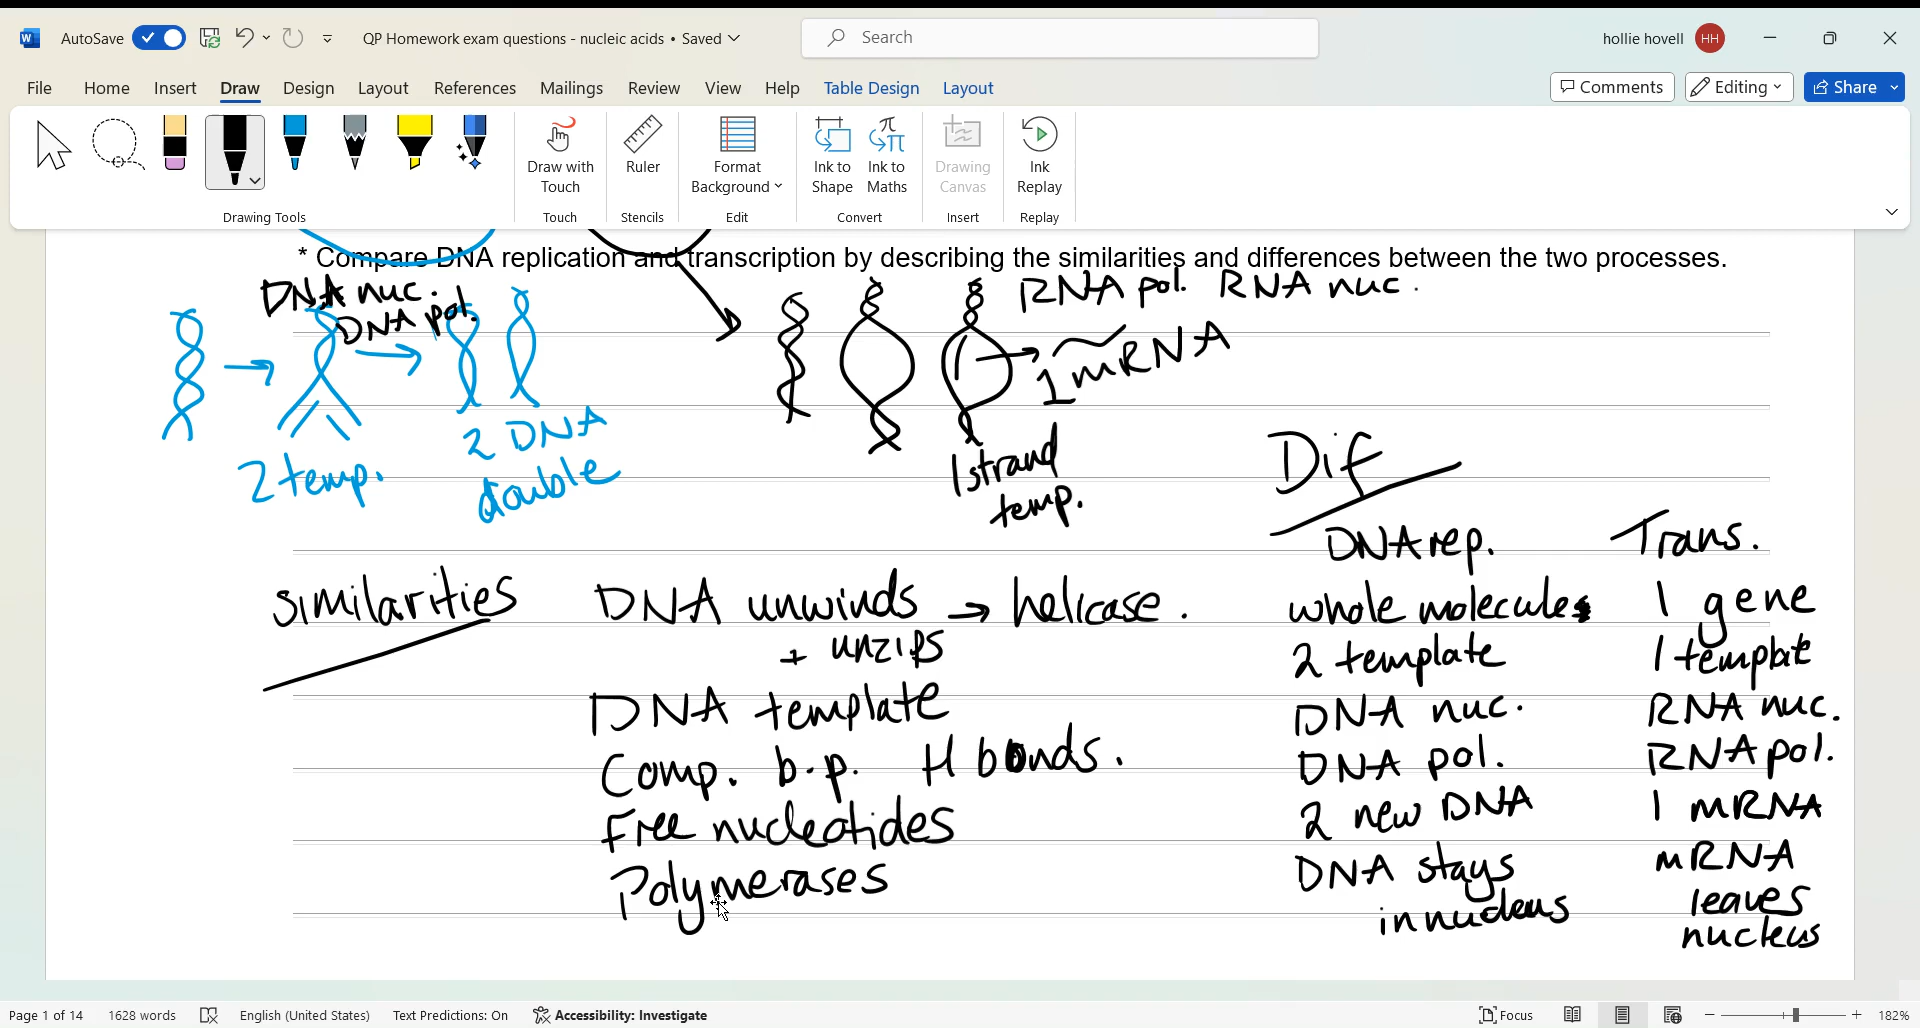 AutoSave
QP Homework exam questions - nucleic acids • Saved
Search
hollie hovell
HH
File Home Insert Draw Design Layout References Mailings Review View Help Table Design Layout
Comments
Editing
Share
Draw with Touch
Ruler
Format Background
Ink to Shape
Ink to Maths
Drawing Canvas
Ink Replay
Drawing Tools
Touch
Stencils
Edit
Convert
Insert
Replay
* Compare DNA replication and transcription by describing the similarities and differences between the two processes.
DNA nuc.
DNA pol.
2 temp.
2 DNA
double
RNA pol. RNA nuc.
1 mRNA
1 strand
temp.
similarities
DNA unwinds → helicase.
+ unzips
DNA template
Comp. b.p. H bonds.
Free nucleotides
Polymerases
Dif
DNA rep. Trans.
whole molecules 1 gene
2 template 1 template
DNA nuc. RNA nuc.
DNA pol. RNA pol.
2 new DNA 1 mRNA
DNA stays in nucleus
mRNA leaves nucleus
Page 1 of 14
1628 words
English (United States)
Text Predictions: On
Accessibility: Investigate
Focus
182%